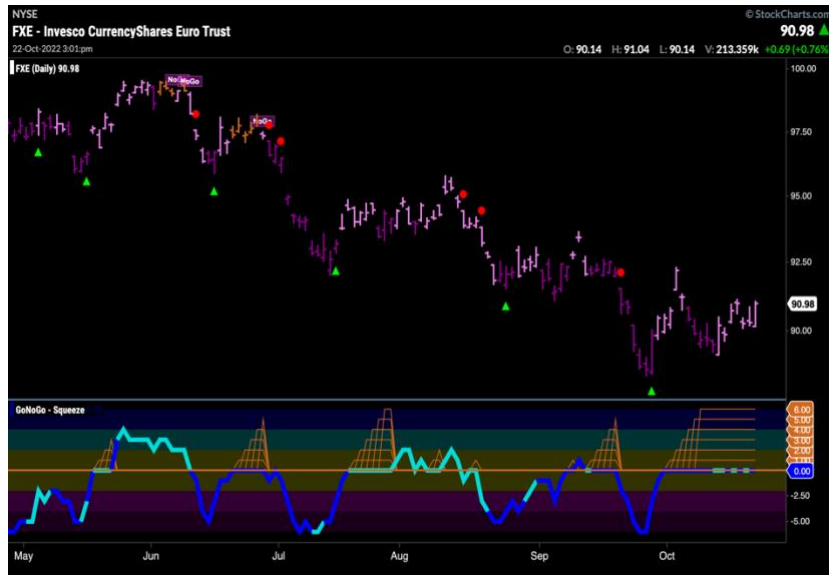 NYSE
© StockCharts.com
FXE - Invesco CurrencyShares Euro Trust
90.98
22-Oct-2022 3:01:pm
O: 90.14 H: 91.04 L: 90.14 V: 213.359k +0.69 (+0.76%)
FXE (Daily) 90.98
100.00
NoGo
97.50
95.00
92.50
90.98
90.00
GoNoGo - Squeeze
6.00
5.00
4.00
3.00
2.00
1.00
0.00
-2.50
-5.00
May Jun Jul Aug Sep Oct